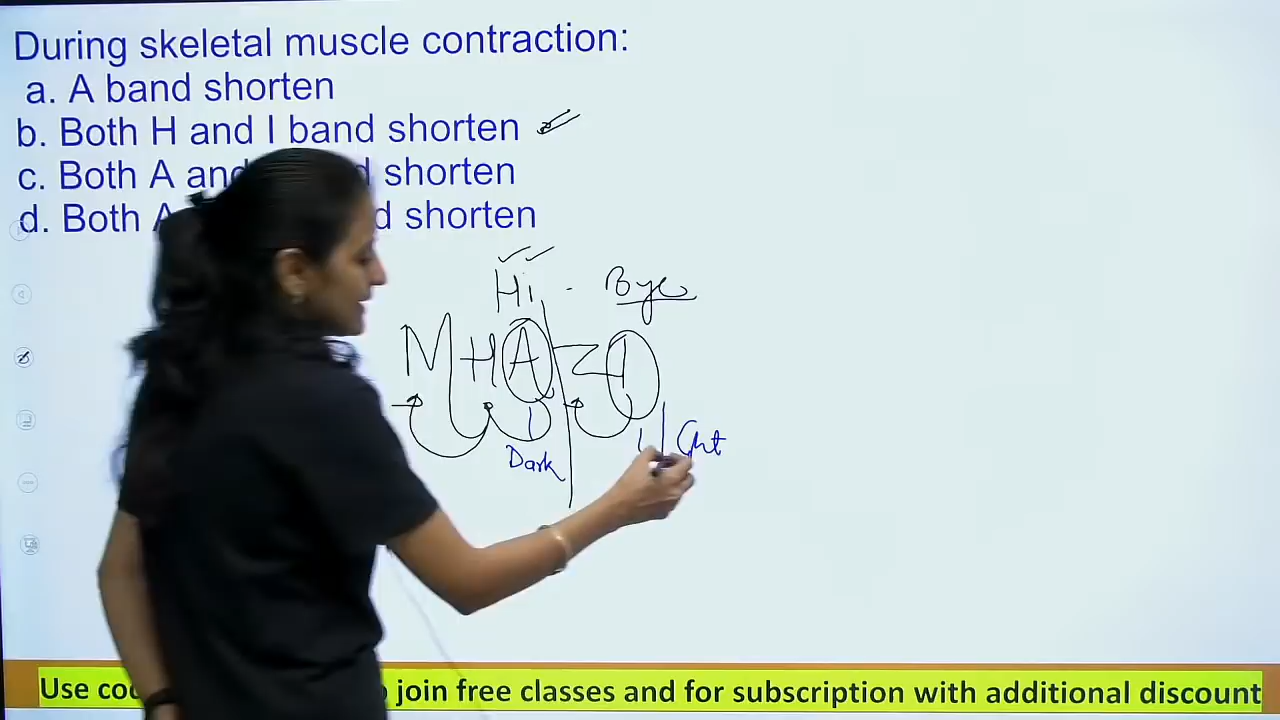 During skeletal muscle contraction:
a. A band shorten
b. Both H and I band shorten
c. Both A and shorten
d. Both A d shorten
Hi - Bye
M H A Z I
Dark Light
Use co join free classes and for subscription with additional discount